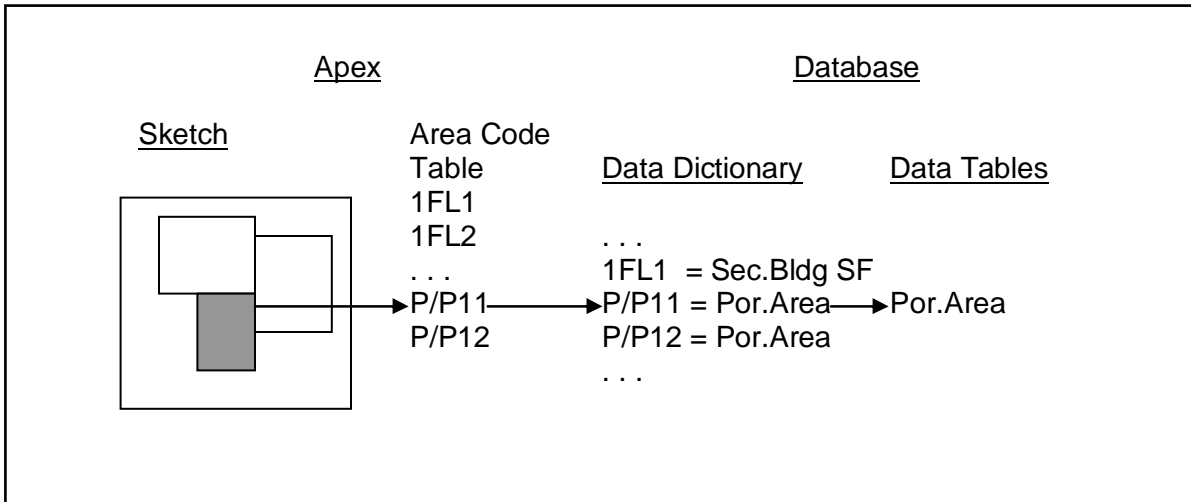 Apex
Database
Sketch
Area Code
Table
1FL1
1FL2
. . .
P/P11
P/P12
Data Dictionary
. . .
1FL1 = Sec.Bldg SF
P/P11 = Por.Area
P/P12 = Por.Area
. . .
Data Tables
Por.Area